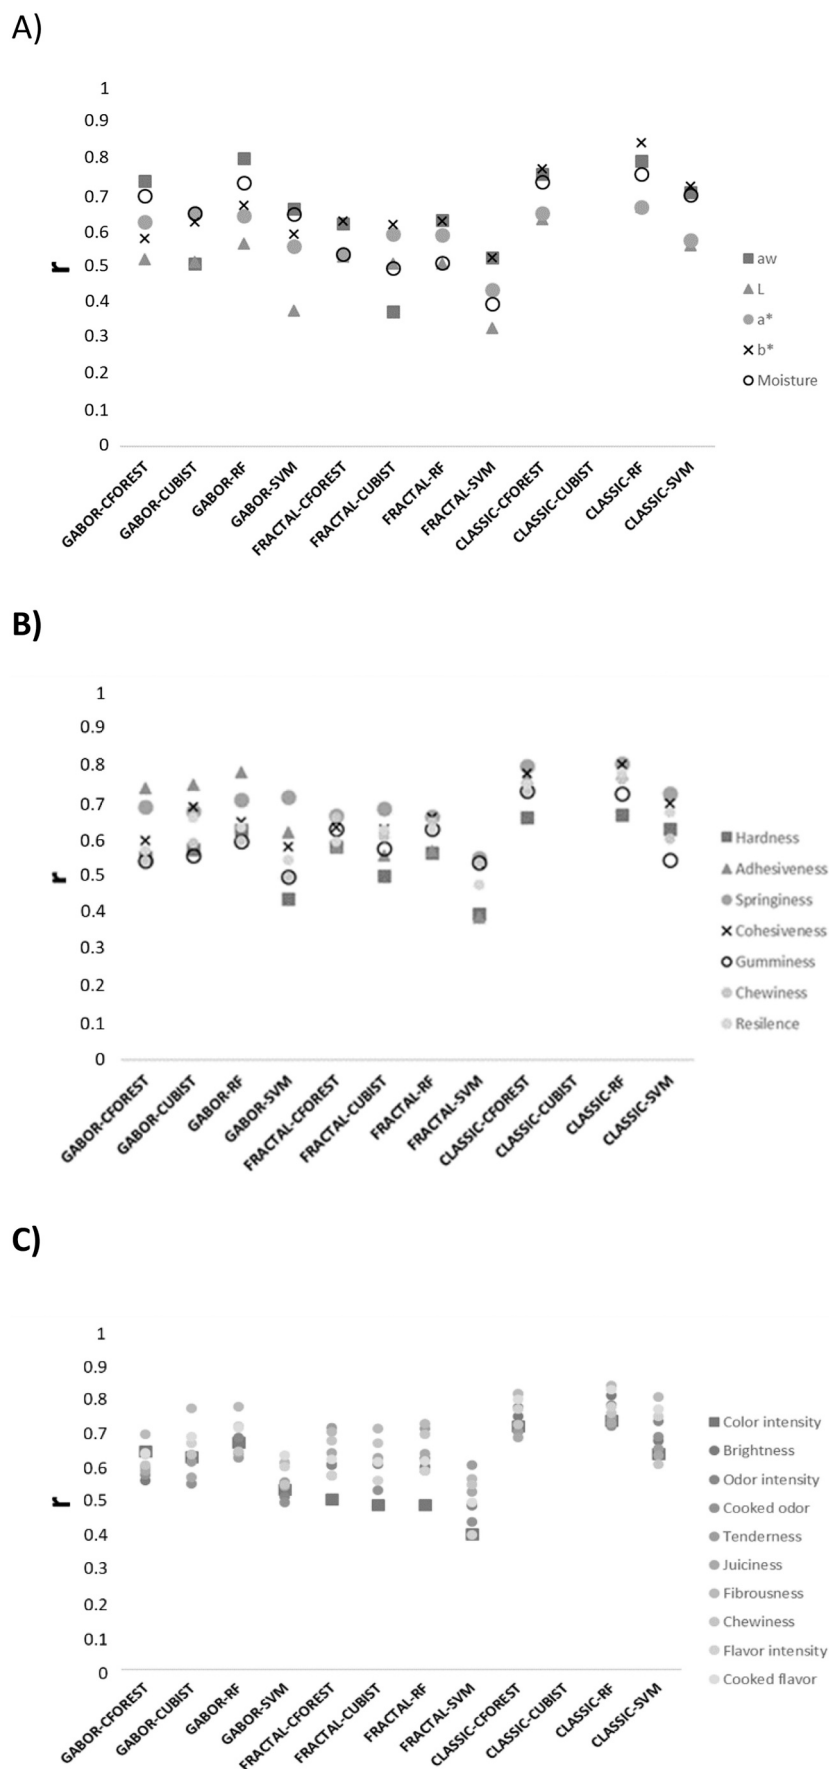 A)
1
0.9
0.8
0.7
0.6
0.5
0.4
0.3
0.2
0.1
0
r
GABOR-CFOREST
GABOR-CUBIST
GABOR-RF
GABOR-SVM
FRACTAL-CFOREST
FRACTAL-CUBIST
FRACTAL-RF
FRACTAL-SVM
CLASSIC-CFOREST
CLASSIC-CUBIST
CLASSIC-RF
CLASSIC-SVM
aw
L
a*
b*
Moisture
B)
1
0.9
0.8
0.7
0.6
0.5
0.4
0.3
0.2
0.1
0
r
GABOR-CFOREST
GABOR-CUBIST
GABOR-RF
GABOR-SVM
FRACTAL-CFOREST
FRACTAL-CUBIST
FRACTAL-RF
FRACTAL-SVM
CLASSIC-CFOREST
CLASSIC-CUBIST
CLASSIC-RF
CLASSIC-SVM
Hardness
Adhesiveness
Springiness
Cohesiveness
Gumminess
Chewiness
Resilence
C)
1
0.9
0.8
0.7
0.6
0.5
0.4
0.3
0.2
0.1
0
r
GABOR-CFOREST
GABOR-CUBIST
GABOR-RF
GABOR-SVM
FRACTAL-CFOREST
FRACTAL-CUBIST
FRACTAL-RF
FRACTAL-SVM
CLASSIC-CFOREST
CLASSIC-CUBIST
CLASSIC-RF
CLASSIC-SVM
Color intensity
Brightness
Odor intensity
Cooked odor
Tenderness
Juiciness
Fibrousness
Chewiness
Flavor intensity
Cooked flavor